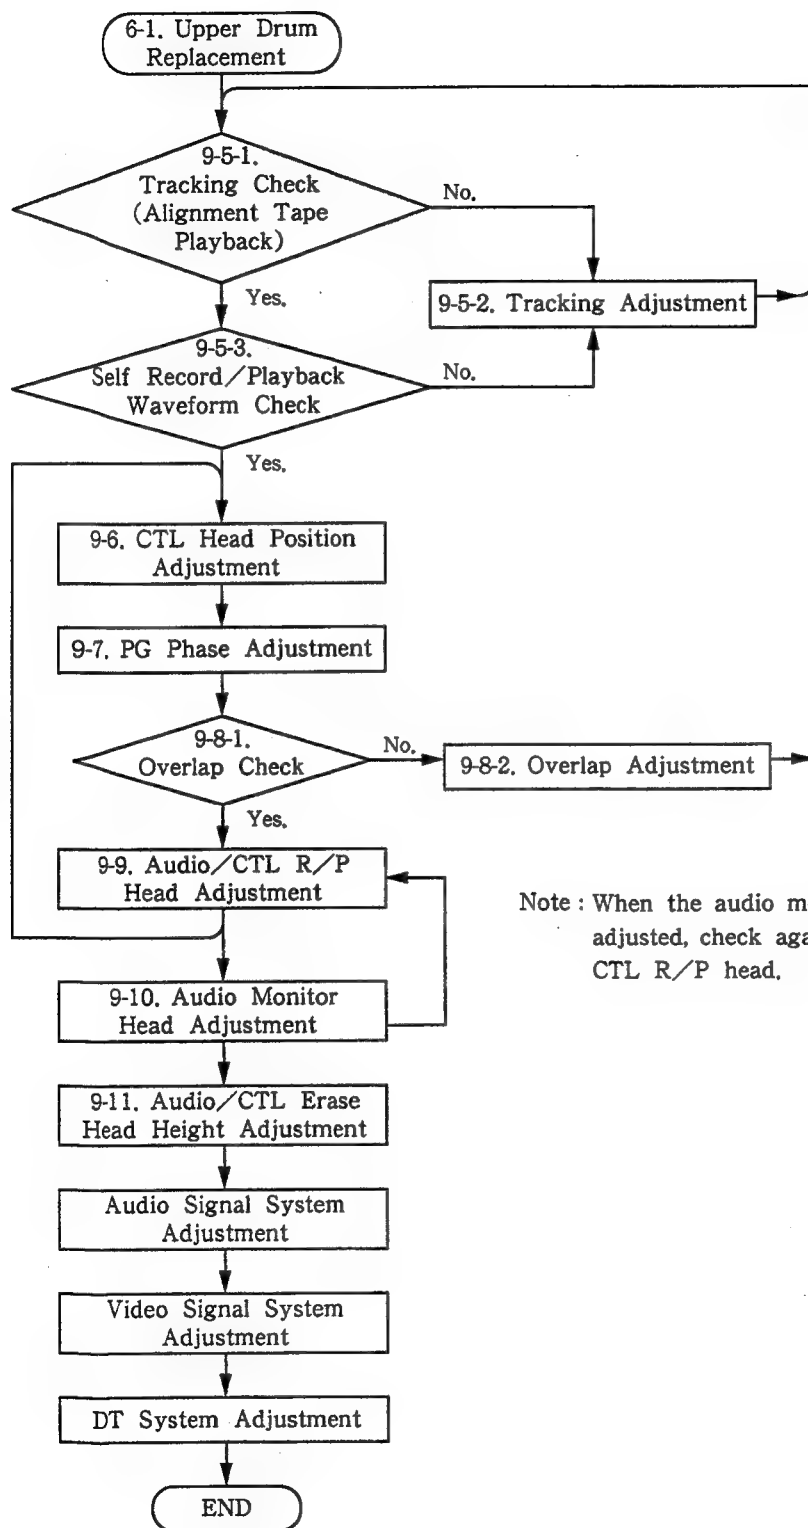 6-1. Upper Drum
Replacement
9-5-1.
Tracking Check
(Alignment Tape
Playback)
No.
Yes.
9-5-2. Tracking Adjustment
9-5-3.
Self Record/Playback
Waveform Check
No.
Yes.
9-6. CTL Head Position
Adjustment
9-7. PG Phase Adjustment
9-8-1.
Overlap Check
No.
9-8-2. Overlap Adjustment
Yes.
9-9. Audio/CTL R/P
Head Adjustment
Note : When the audio m
adjusted, check aga
CTL R/P head.
9-10. Audio Monitor
Head Adjustment
9-11. Audio/CTL Erase
Head Height Adjustment
Audio Signal System
Adjustment
Video Signal System
Adjustment
DT System Adjustment
END